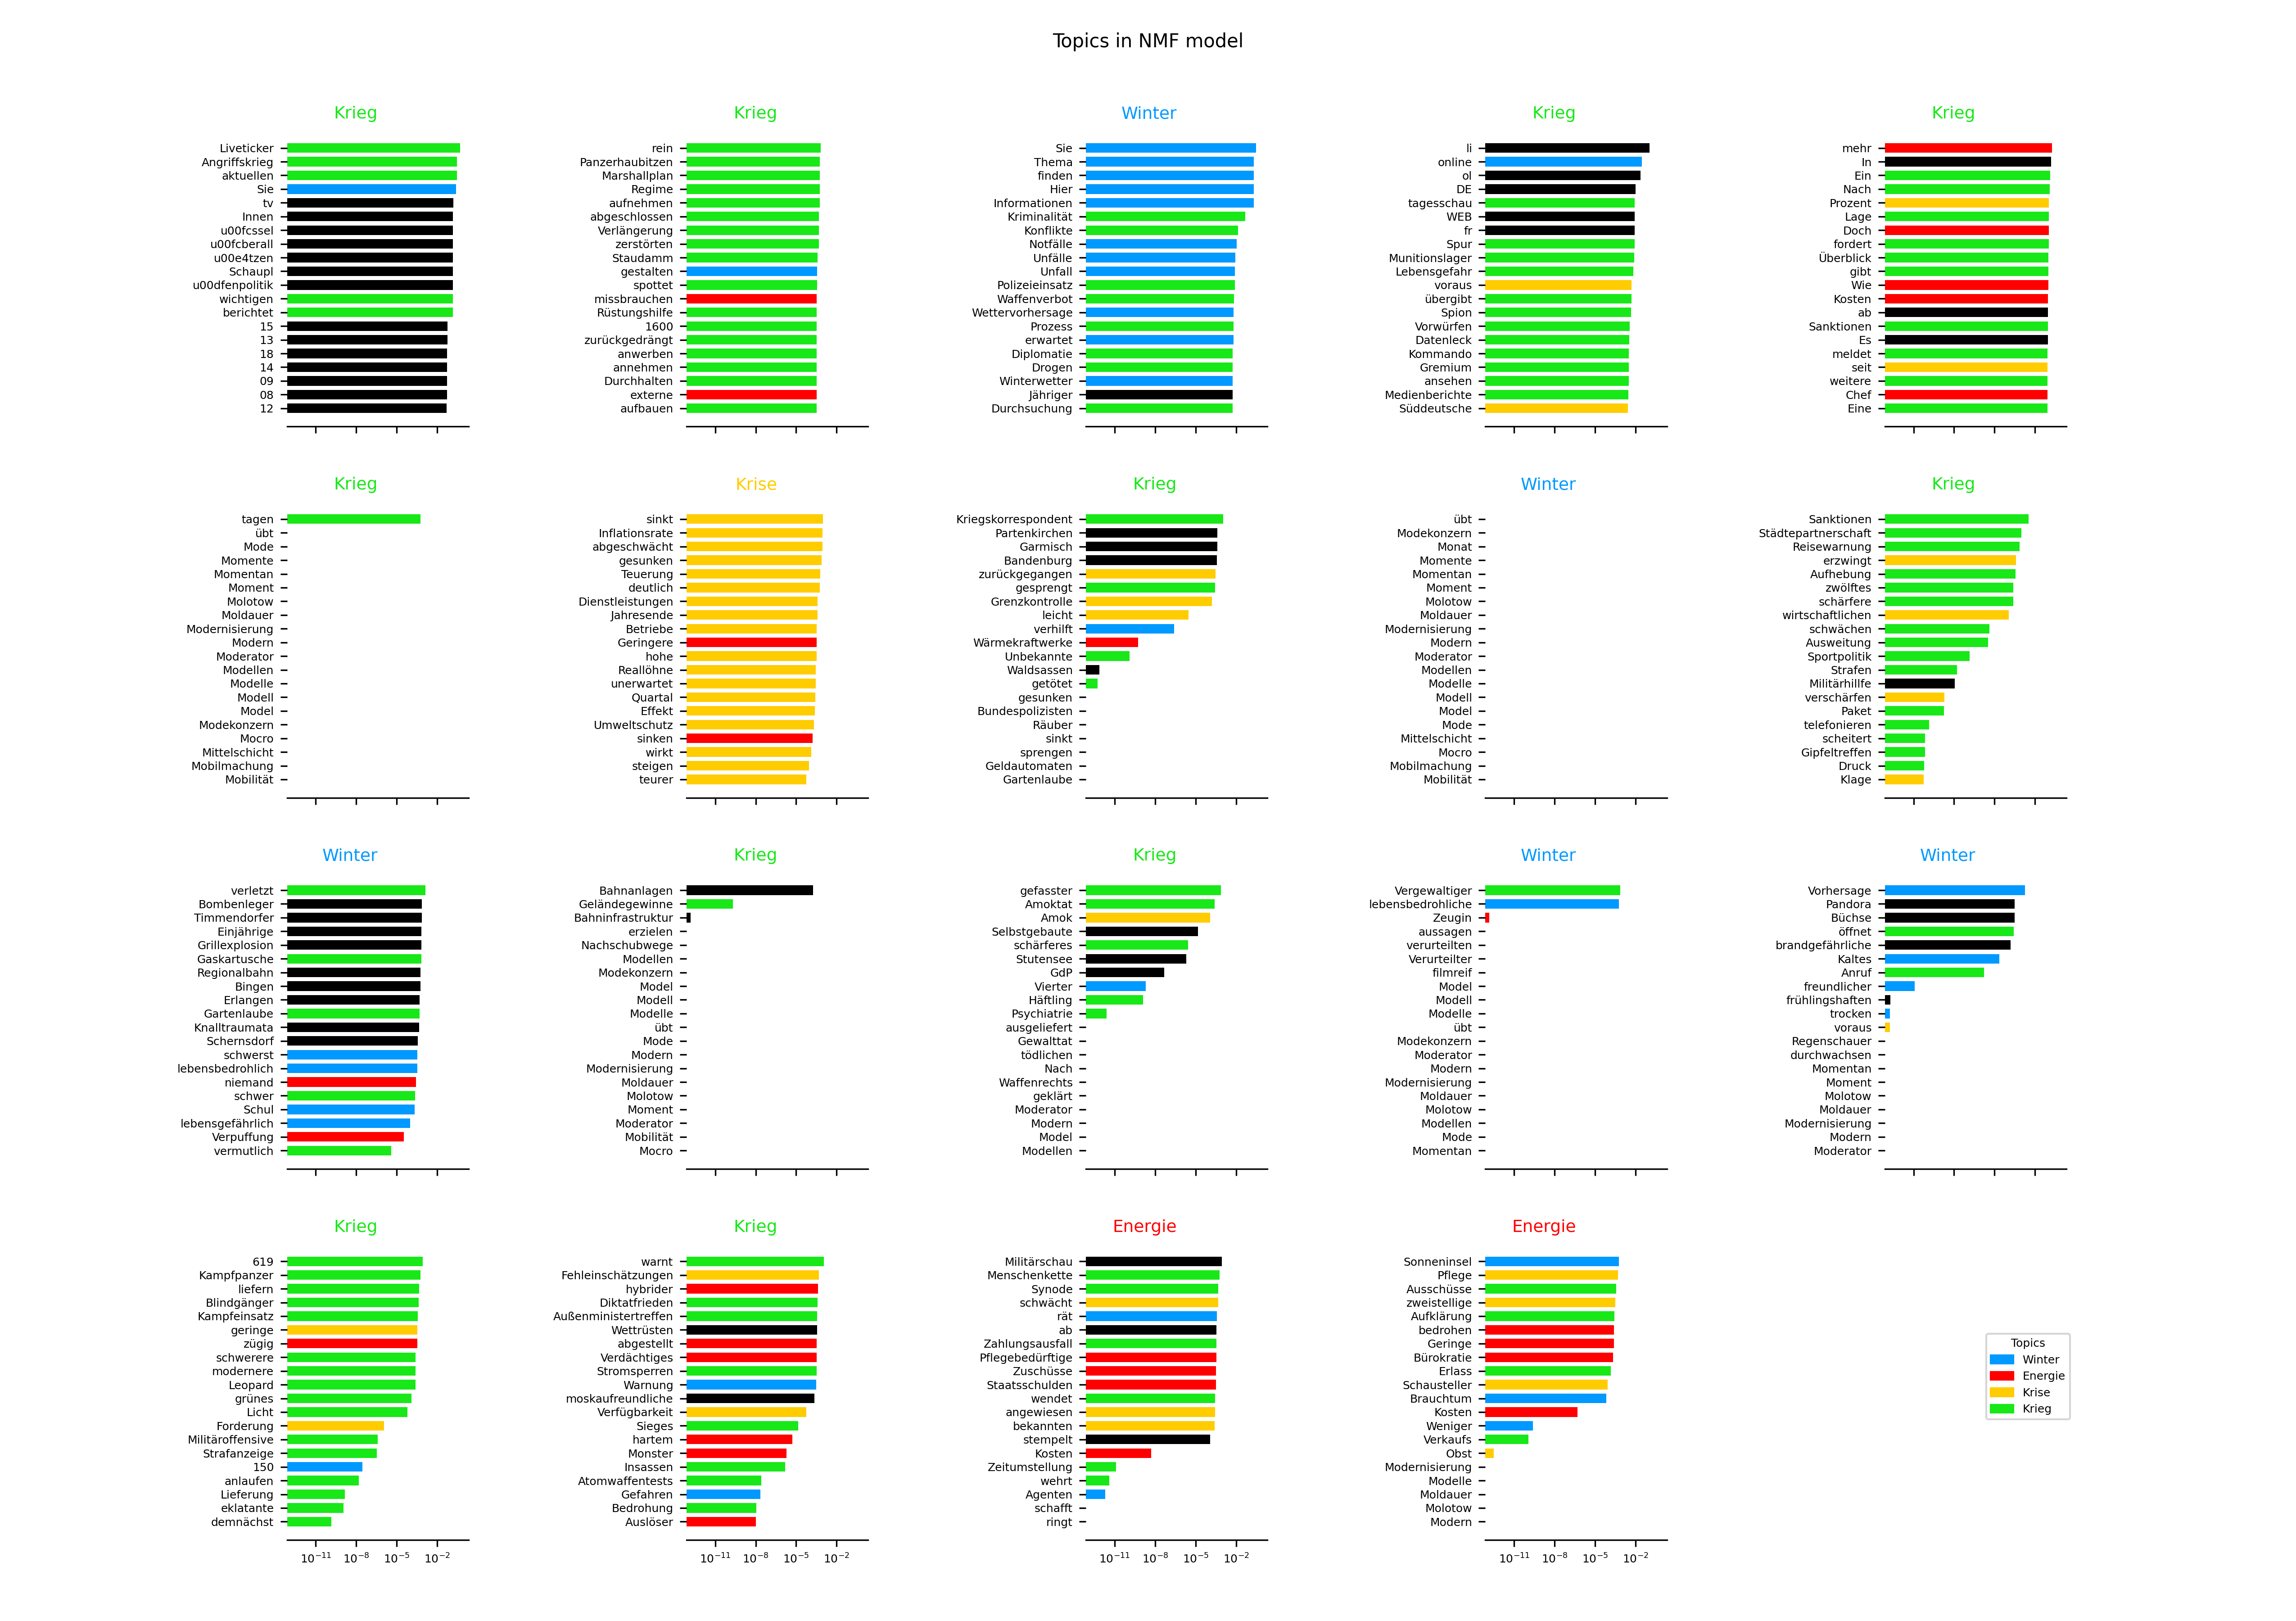 Topics in NMF model
Krieg
Liveticker
Angriffskrieg
aktuellen
Sie
tv
Innen
u00fcssel
u00fcberall
u00e4tzen
Schaupl
u00dfenpolitik
wichtigen
berichtet
15
13
18
14
09
08
12
Krieg
rein
Panzerhaubitzen
Marshallplan
Regime
aufnehmen
abgeschlossen
Verlängerung
zerstörten
Staudamm
gestalten
spottet
missbrauchen
Rüstungshilfe
1600
zurückgedrängt
anwerben
annehmen
Durchhalten
externe
aufbauen
Winter
Sie
Thema
finden
Hier
Informationen
Kriminalität
Konflikte
Notfälle
Unfälle
Unfall
Polizeieinsatz
Waffenverbot
Wettervorhersage
Prozess
erwartet
Diplomatie
Drogen
Winterwetter
Jähriger
Durchsuchung
Krieg
li
online
ol
DE
tagesschau
WEB
fr
Spur
Munitionslager
Lebensgefahr
voraus
übergibt
Spion
Vorwürfen
Datenleck
Kommando
Gremium
ansehen
Medienberichte
Süddeutsche
Krieg
mehr
In
Ein
Nach
Prozent
Lage
Doch
fordert
Überblick
gibt
Wie
Kosten
ab
Sanktionen
Es
meldet
seit
weitere
Chef
Eine
Krieg
tagen
übt
Mode
Momente
Momentan
Moment
Molotow
Moldauer
Modernisierung
Modern
Moderator
Modellen
Modelle
Modell
Model
Modekonzern
Mocro
Mittelschicht
Mobilmachung
Mobilität
Krise
sinkt
Inflationsrate
abgeschwächt
gesunken
Teuerung
deutlich
Dienstleistungen
Jahresende
Betriebe
Geringere
hohe
Reallöhne
unerwartet
Quartal
Effekt
Umweltschutz
sinken
wirkt
steigen
teurer
Krieg
Kriegskorrespondent
Partenkirchen
Garmisch
Bandenburg
zurückgegangen
gesprengt
Grenzkontrolle
leicht
verhilft
Wärmekraftwerke
Unbekannte
Waldsassen
getötet
gesunken
Bundespolizisten
Räuber
sinkt
sprengen
Geldautomaten
Gartenlaube
Winter
übt
Modekonzern
Monat
Momente
Momentan
Moment
Molotow
Moldauer
Modernisierung
Modern
Moderator
Modellen
Modelle
Modell
Model
Mode
Mittelschicht
Mocro
Mobilmachung
Mobilität
Krieg
Sanktionen
Städtepartnerschaft
Reisewarnung
erzwingt
Aufhebung
zwölftes
schärfere
wirtschaftlichen
schwächen
Ausweitung
Sportpolitik
Strafen
Militärhillfe
verschärfen
Paket
telefonieren
scheitert
Gipfeltreffen
Druck
Klage
Winter
verletzt
Bombenleger
Timmendorfer
Einjährige
Grillexplosion
Gaskartusche
Regionalbahn
Bingen
Erlangen
Gartenlaube
Knalltraumata
Schernsdorf
schwerst
lebensbedrohlich
niemand
schwer
Schul
lebensgefährlich
Verpuffung
vermutlich
Krieg
Bahnanlagen
Geländegewinne
Bahninfrastruktur
erzielen
Nachschubwege
Modellen
Modekonzern
Model
Modell
Modelle
übt
Mode
Modern
Modernisierung
Moldauer
Molotow
Moment
Moderator
Mobilität
Mocro
Krieg
gefasster
Amoktat
Amok
Selbstgebaute
schärferes
Stutensee
GdP
Vierter
Häftling
Psychiatrie
ausgeliefert
Gewalttat
tödlichen
Nach
Waffenrechts
geklärt
Moderator
Modern
Model
Modellen
Winter
Vergewaltiger
lebensbedrohliche
Zeugin
aussagen
verurteilten
Verurteilter
filmreif
Model
Modell
Modelle
übt
Modekonzern
Moderator
Modern
Modernisierung
Moldauer
Molotow
Modellen
Mode
Momentan
Winter
Vorhersage
Pandora
Büchse
öffnet
brandgefährliche
Kaltes
Anruf
freundlicher
frühlingshaften
trocken
voraus
Regenschauer
durchwachsen
Momentan
Moment
Molotow
Moldauer
Modernisierung
Modern
Moderator
Krieg
619
Kampfpanzer
liefern
Blindgänger
Kampfeinsatz
geringe
zügig
schwerere
modernere
Leopard
grünes
Licht
Forderung
Militäroffensive
Strafanzeige
150
anlaufen
Lieferung
eklatante
demnächst
10⁻¹¹ 10⁻⁸ 10⁻⁵ 10⁻²
Krieg
warnt
Fehleinschätzungen
hybrider
Diktatfrieden
Außenministertreffen
Wettrüsten
abgestellt
Verdächtiges
Stromsperren
Warnung
moskaufreundliche
Verfügbarkeit
Sieges
hartem
Monster
Insassen
Atomwaffentests
Gefahren
Bedrohung
Auslöser
10⁻¹¹ 10⁻⁸ 10⁻⁵ 10⁻²
Energie
Militärschau
Menschenkette
Synode
schwächt
rät
ab
Zahlungsausfall
Pflegebedürftige
Zuschüsse
Staatsschulden
wendet
angewiesen
bekannten
stempelt
Kosten
Zeitumstellung
wehrt
Agenten
schafft
ringt
10⁻¹¹ 10⁻⁸ 10⁻⁵ 10⁻²
Energie
Sonneninsel
Pflege
Ausschüsse
zweistellige
Aufklärung
bedrohen
Geringe
Bürokratie
Erlass
Schausteller
Brauchtum
Kosten
Weniger
Verkaufs
Obst
Modernisierung
Modelle
Moldauer
Molotow
Modern
10⁻¹¹ 10⁻⁸ 10⁻⁵ 10⁻²
Topics
Winter
Energie
Krise
Krieg